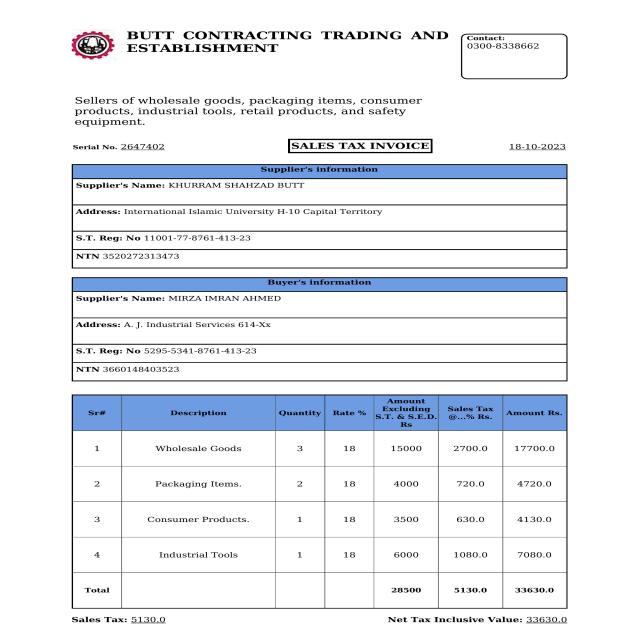 BUTT CONTRACTING TRADING AND
ESTABLISHMENT
Contact:
0300-8338662
Sellers of wholesale goods, packaging items, consumer
products, industrial tools, retail products, and safety
equipment.
Serial No. 2647402 SALES TAX INVOICE 18-10-2023
Supplier's information
Supplier's Name: KHURRAM SHAHZAD BUTT
Address: International Islamic University H-10 Capital Territory
S.T. Reg: No 11001-77-8761-413-23
NTN 3520272313473
Buyer's information
Supplier's Name: MIRZA IMRAN AHMED
Address: A. J. Industrial Services 614-Xx
S.T. Reg: No 5295-5341-8761-413-23
NTN 3660148403523
Sr# Description Quantity Rate % Amount Excluding S.T. & S.E.D. Rs Sales Tax @...% Rs. Amount Rs.
1 Wholesale Goods 3 18 15000 2700.0 17700.0
2 Packaging Items. 2 18 4000 720.0 4720.0
3 Consumer Products. 1 18 3500 630.0 4130.0
4 Industrial Tools 1 18 6000 1080.0 7080.0
Total 28500 5130.0 33630.0
Sales Tax: 5130.0 Net Tax Inclusive Value: 33630.0